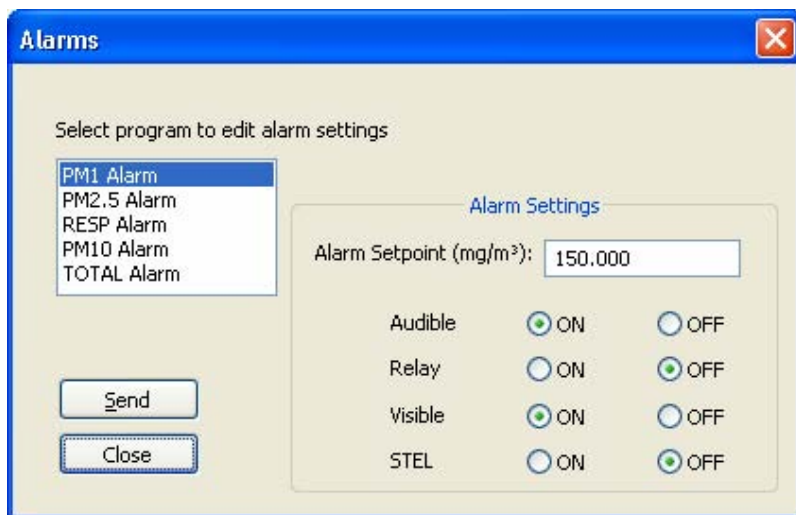 Alarms
Select program to edit alarm settings
PM1 Alarm
PM2.5 Alarm
RESP Alarm
PM10 Alarm
TOTAL Alarm
Alarm Settings
Alarm Setpoint (mg/m³): 150.000
Audible ON OFF
Relay ON OFF
Visible ON OFF
STEL ON OFF
Send
Close